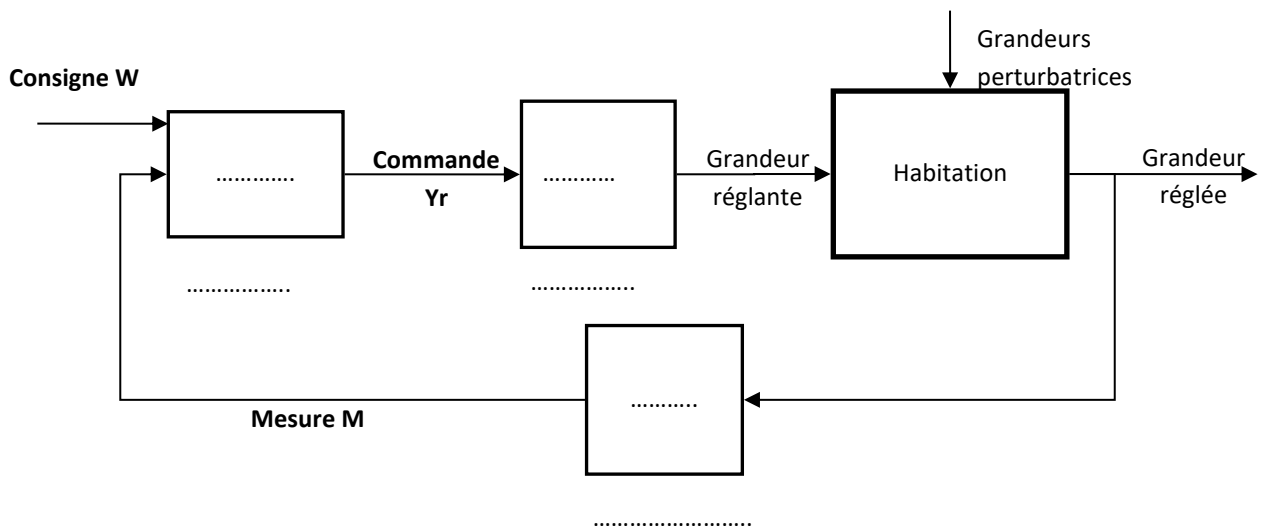 Grandeurs
perturbatrices
Consigne W
………….
Commande
Yr
…………
Grandeur
réglante
Habitation
Grandeur
réglée
……………..
……………..
………..
Mesure M
……………………..